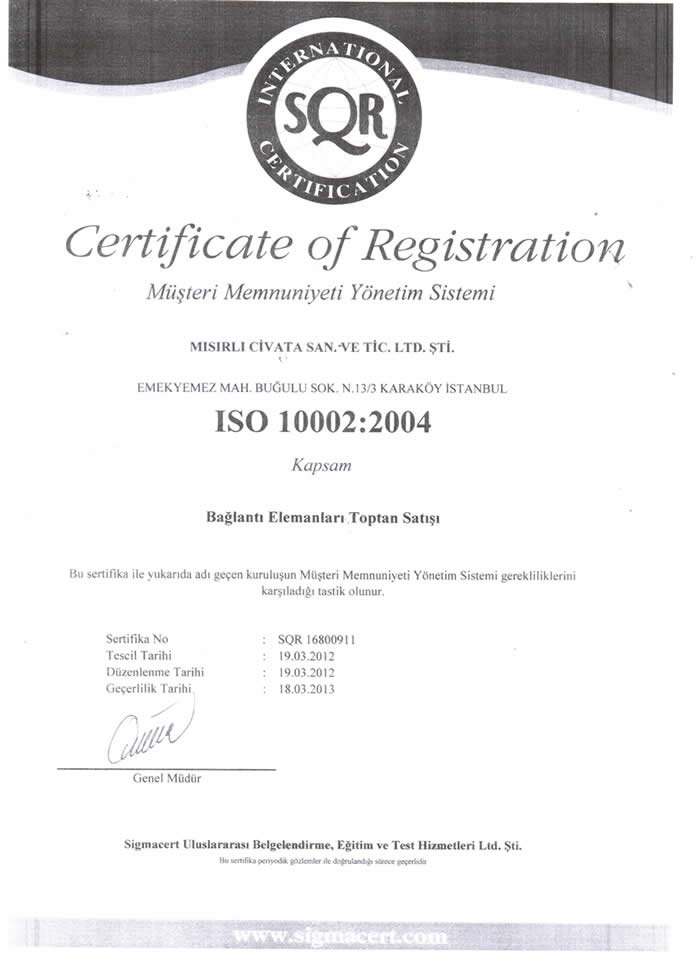 INTERNATIONAL
SQR
CERTIFICATION
Certificate of Registration
Müşteri Memnuniyeti Yönetim Sistemi
MISIRLI CİVATA SAN. VE TİC. LTD. ŞTİ.
EMEKYEMEZ MAH. BUĞULU SOK. N.13/3 KARAKÖY İSTANBUL
ISO 10002:2004
Kapsam
Bağlantı Elemanları Toptan Satışı
Bu sertifika ile yukarıda adı geçen kuruluşun Müşteri Memnuniyeti Yönetim Sistemi gerekliliklerini
karşıladığı tastik olunur.
Sertifika No : SQR 16800911
Tescil Tarihi : 19.03.2012
Düzenlenme Tarihi : 19.03.2012
Geçerlilik Tarihi : 18.03.2013
Genel Müdür
Sigmacert Uluslararası Belgelendirme, Eğitim ve Test Hizmetleri Ltd. Şti.
Bu sertifika periyodik gözlemler ile doğrulandığı sürece geçerlidir
www.sigmacert.com